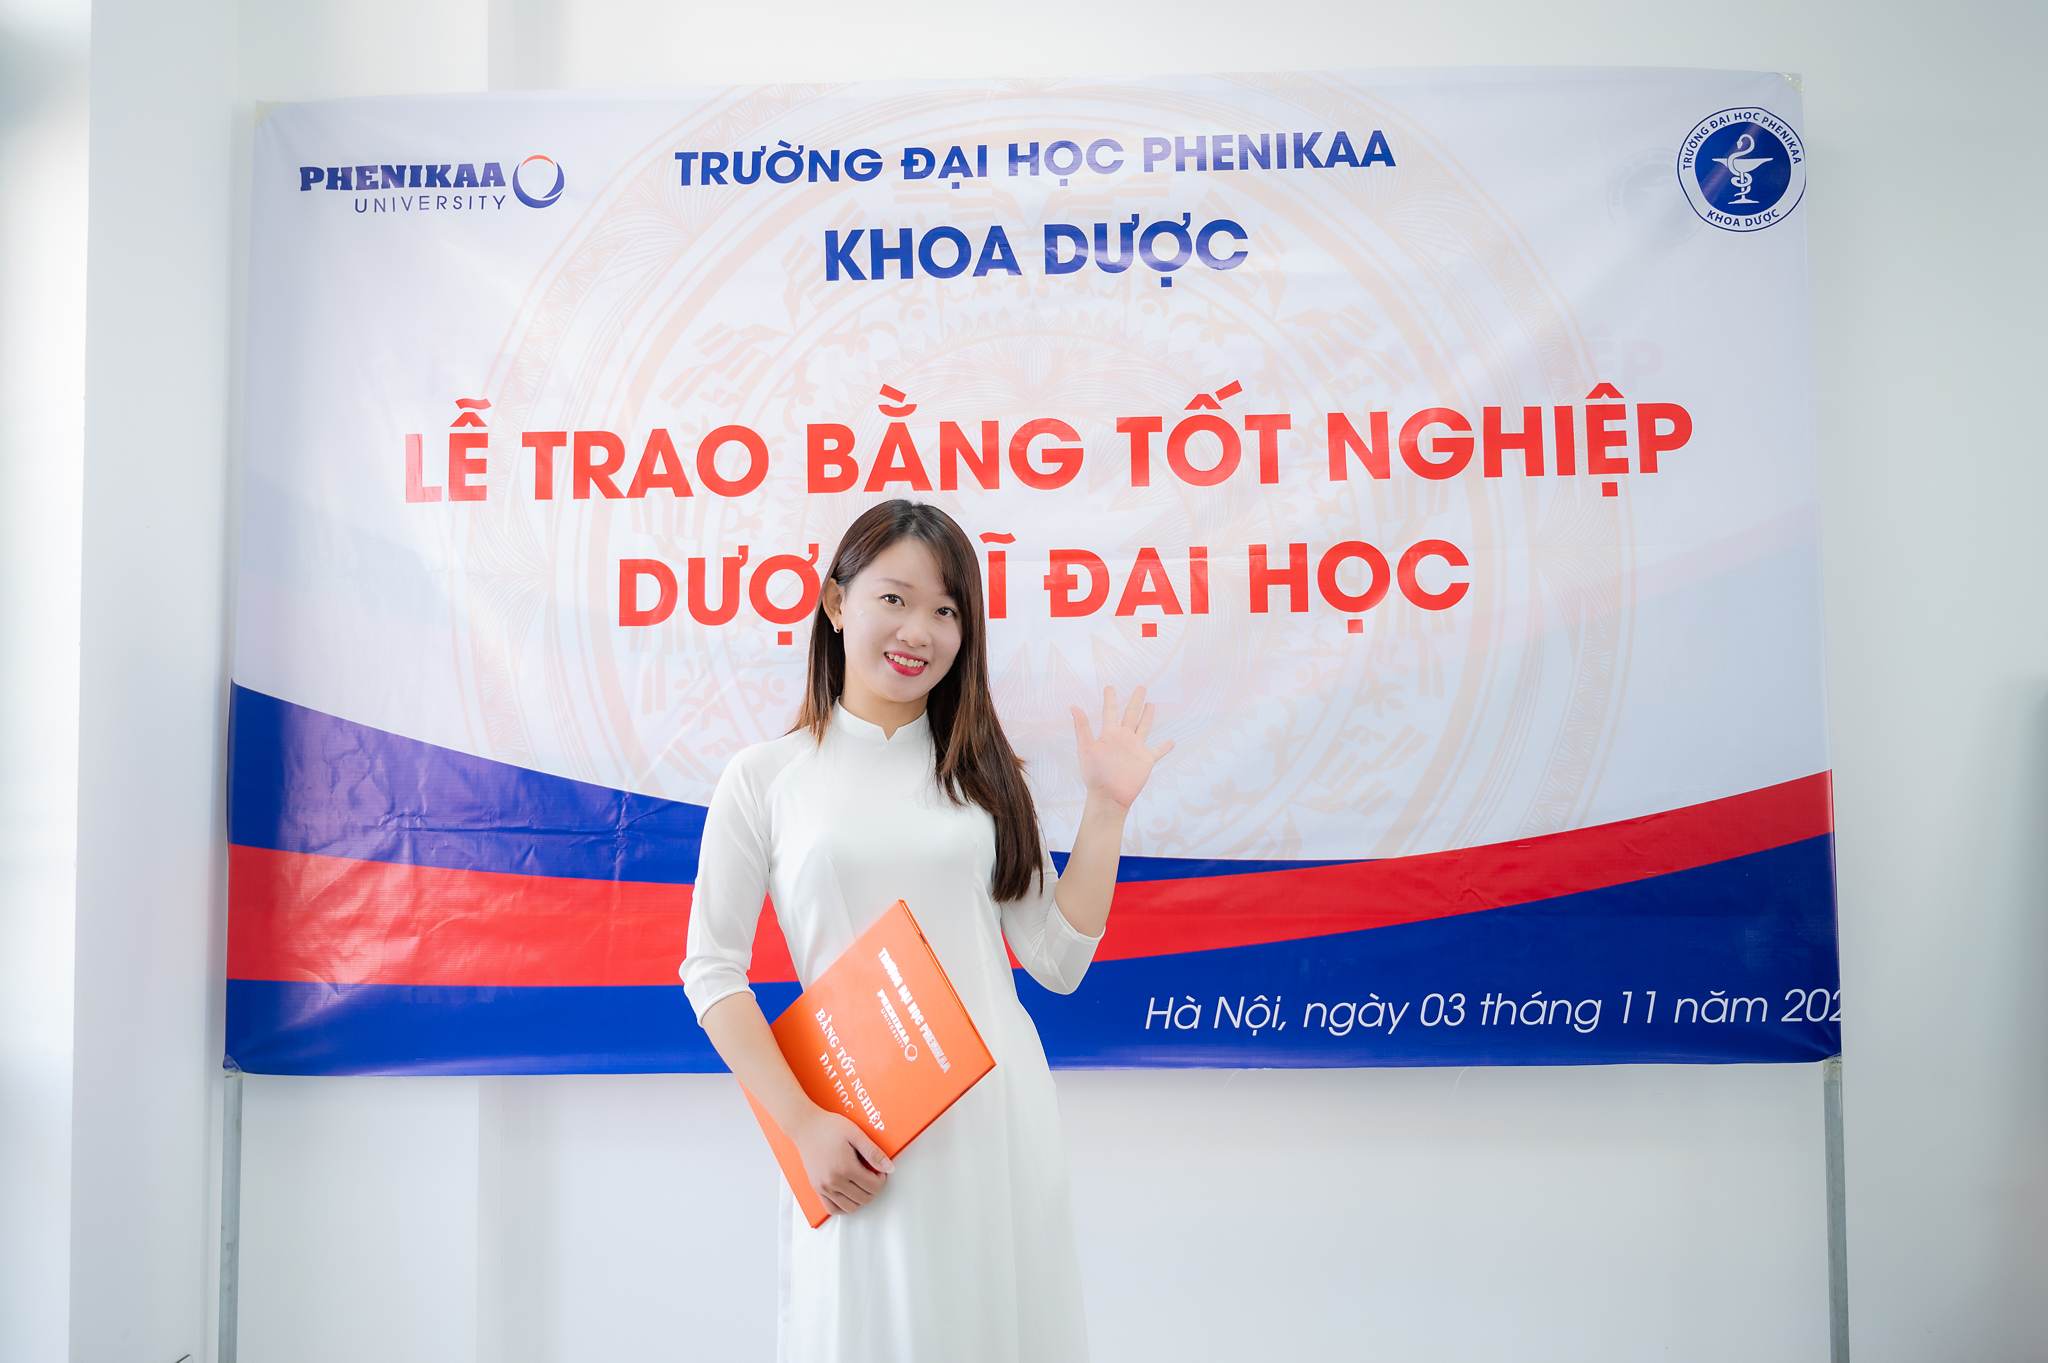 PHENIKAA
UNIVERSITY
TRƯỜNG ĐẠI HỌC PHENIKAA
KHOA DƯỢC
TRƯỜNG ĐẠI HỌC PHENIKAA
KHOA DƯỢC
LỄ TRAO BẰNG TỐT NGHIỆP
ĐẠI HỌC
Hà Nội, ngày 03 tháng 11 năm
TRƯỜNG ĐẠI HỌC PHENIKAA
PHENIKAA
UNIVERSITY
BẰNG TỐT NGHIỆP
ĐẠI HỌC